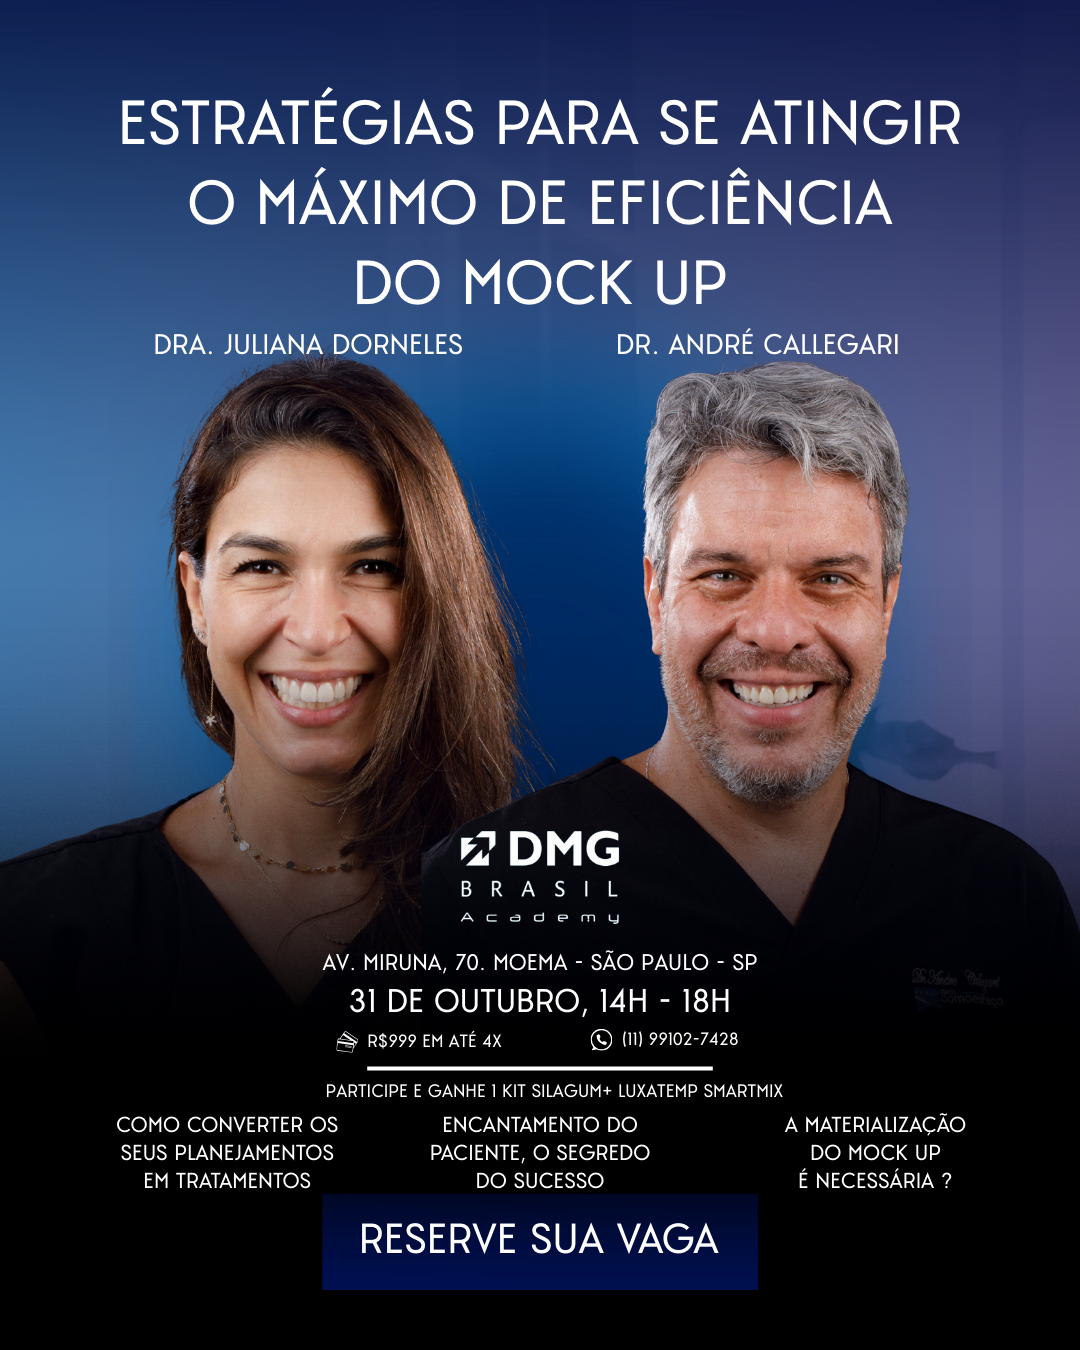 ESTRATÉGIAS PARA SE ATINGIR
O MÁXIMO DE EFICIÊNCIA
DO MOCK UP
DRA. JULIANA DORNELES
DR. ANDRÉ CALLEGARI
DMG
BRASIL
Academy
AV. MIRUNA, 70. MOEMA - SÃO PAULO - SP
31 DE OUTUBRO, 14H - 18H
R$999 EM ATÉ 4X
(11) 99102-7428
PARTICIPE E GANHE 1 KIT SILAGUM+ LUXATEMP SMARTMIX
COMO CONVERTER OS
SEUS PLANEJAMENTOS
EM TRATAMENTOS
ENCANTAMENTO DO
PACIENTE, O SEGREDO
DO SUCESSO
A MATERIALIZAÇÃO
DO MOCK UP
É NECESSÁRIA ?
RESERVE SUA VAGA